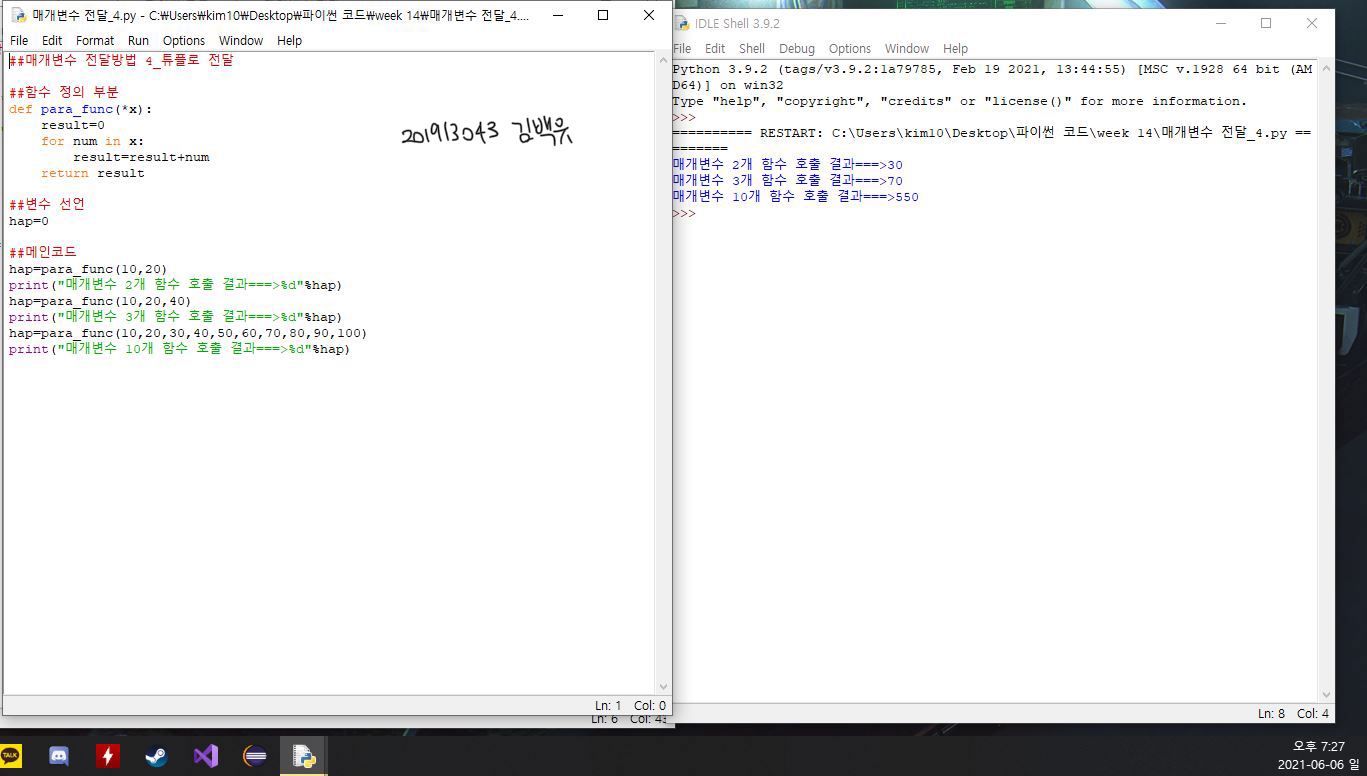 매개변수 전달_4.py - C:₩Users₩kim10₩Desktop₩파이썬 코드₩week 14₩매개변수 전달_4....
File Edit Format Run Options Window Help
##매개변수 전달방법 4_튜플로 전달
##함수 정의 부분
def para_func(*x):
    result=0
    for num in x:
        result=result+num
    return result
201913043 김백유
##변수 선언
hap=0
##메인코드
hap=para_func(10,20)
print("매개변수 2개 함수 호출 결과===>%d"%hap)
hap=para_func(10,20,40)
print("매개변수 3개 함수 호출 결과===>%d"%hap)
hap=para_func(10,20,30,40,50,60,70,80,90,100)
print("매개변수 10개 함수 호출 결과===>%d"%hap)
Ln: 1 Col: 0
Ln: 6 Col: 43
IDLE Shell 3.9.2
File Edit Shell Debug Options Window Help
Python 3.9.2 (tags/v3.9.2:1a79785, Feb 19 2021, 13:44:55) [MSC v.1928 64 bit (AM
D64)] on win32
Type "help", "copyright", "credits" or "license()" for more information.
>>>
========== RESTART: C:\Users\kim10\Desktop\파이썬 코드\week 14\매개변수 전달_4.py ==
=======
매개변수 2개 함수 호출 결과===>30
매개변수 3개 함수 호출 결과===>70
매개변수 10개 함수 호출 결과===>550
>>>
Ln: 8 Col: 4
TALK
오후 7:27
2021-06-06 일